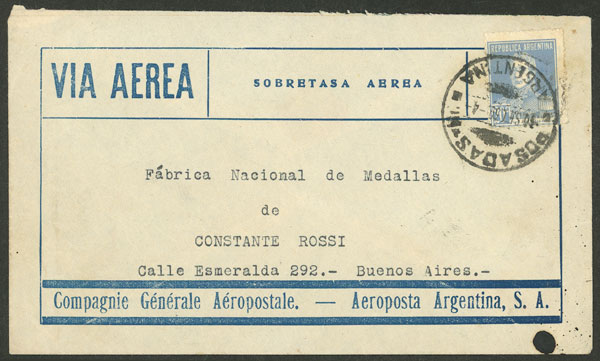 VIA AEREA
SOBRETASA AEREA
REPUBLICA ARGENTINA
ARGENTINA
POSADAS
Fábrica Nacional de Medallas
de
CONSTANTE ROSSI
Calle Esmeralda 292.- Buenos Aires.-
Compagnie Générale Aéropostale. — Aeroposta Argentina, S. A.